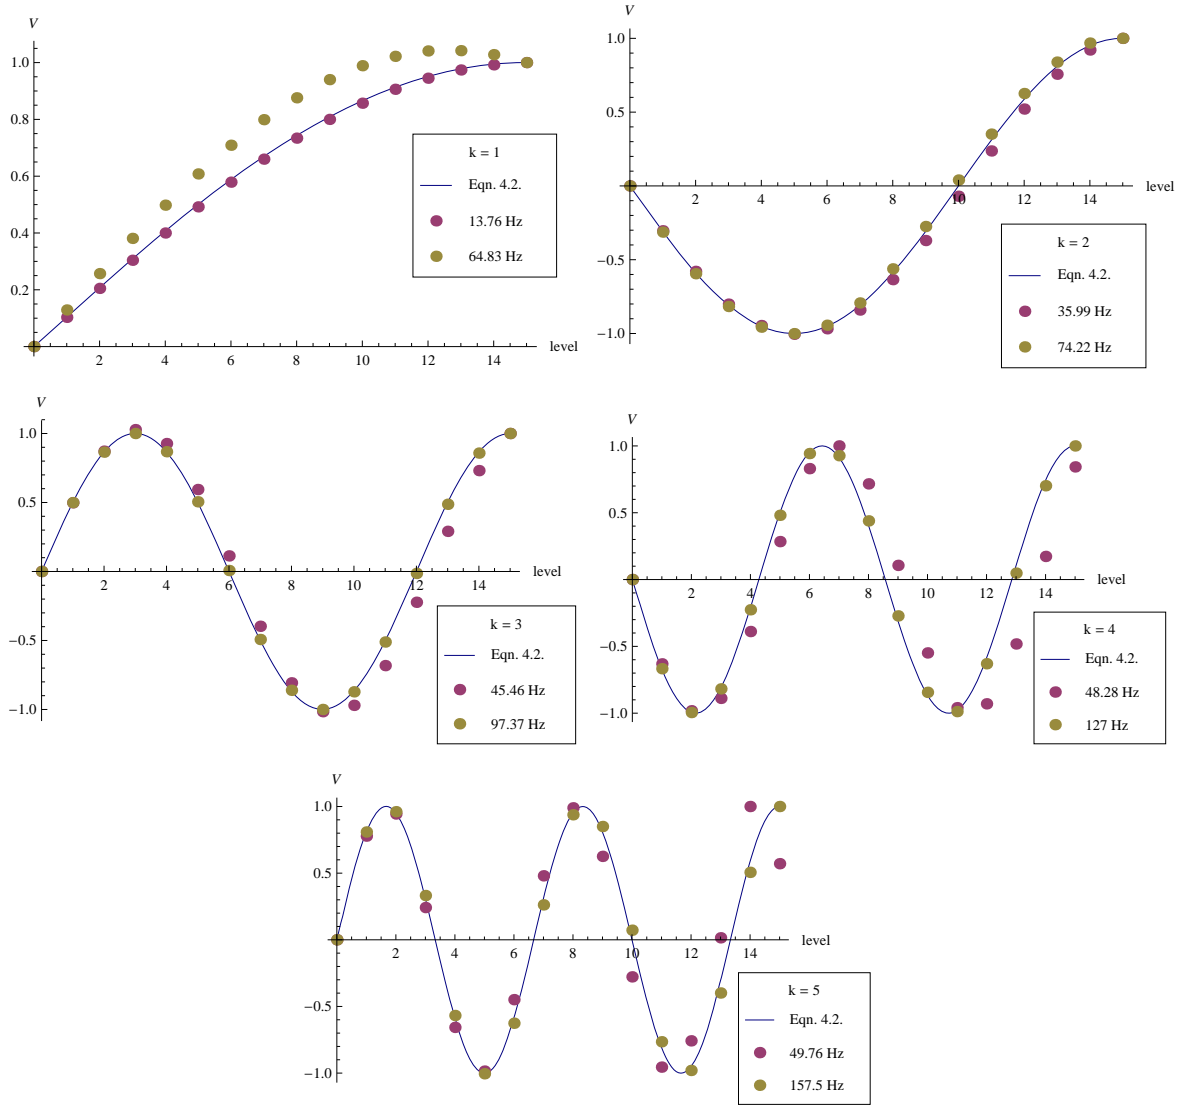 V
1.0
0.8
0.6
0.4
0.2
2 4 6 8 10 12 14
level
k = 1
Eqn. 4.2.
13.76 Hz
64.83 Hz
V
1.0
0.5
−0.5
−1.0
2 4 6 8 10 12 14
level
k = 2
Eqn. 4.2.
35.99 Hz
74.22 Hz
V
1.0
0.5
0.0
−0.5
−1.0
2 4 6 8 10 12 14
level
k = 3
Eqn. 4.2.
45.46 Hz
97.37 Hz
V
1.0
0.5
0.0
−0.5
−1.0
2 4 6 8 10 12 14
level
k = 4
Eqn. 4.2.
48.28 Hz
127 Hz
V
1.0
0.5
0.0
−0.5
−1.0
2 4 6 8 10 12 14
level
k = 5
Eqn. 4.2.
49.76 Hz
157.5 Hz